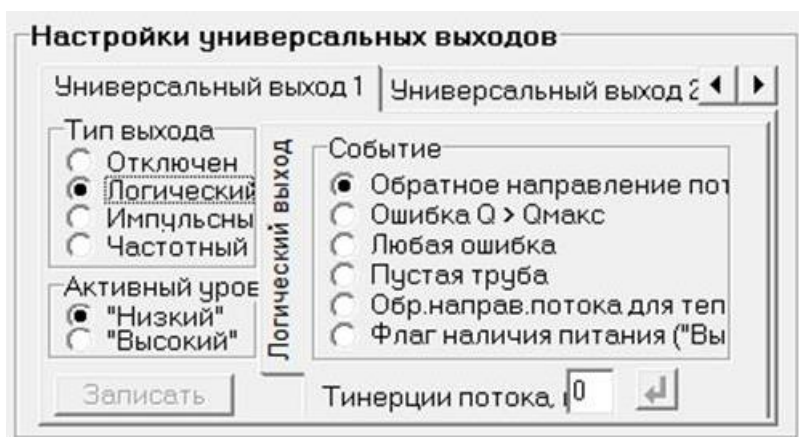 Настройки универсальных выходов
Универсальный выход 1
Универсальный выход 2
Тип выхода
Отключен
Логический
Импульсны
Частотный
Активный уров
"Низкий"
"Высокий"
Записать
Логический выход
Событие
Обратное направление пот
Ошибка Q > Qмакс
Любая ошибка
Пустая труба
Обр.направ.потока для теп
Флаг наличия питания ("Вы
Тинерции потока,
0